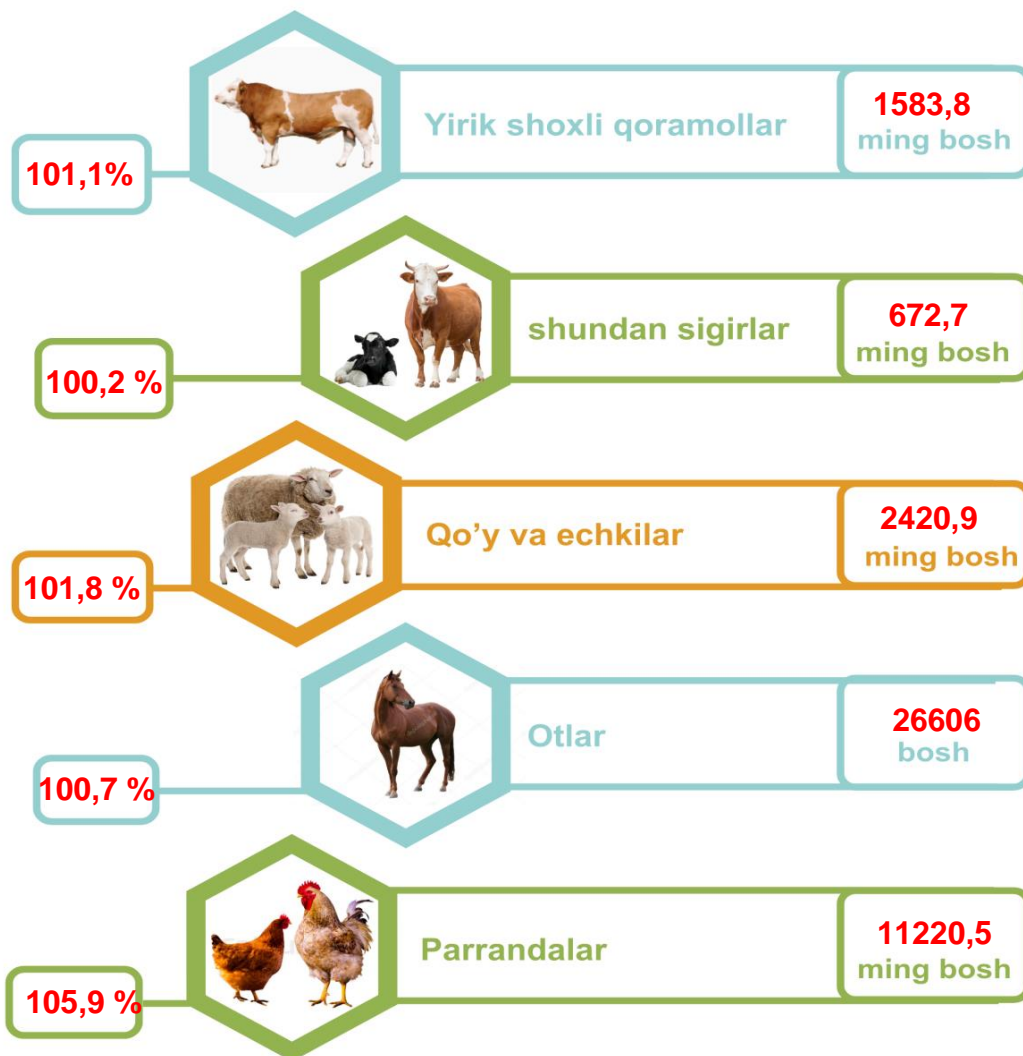 Yirik shoxli qoramollar
1583,8
ming bosh
101,1%
shundan sigirlar
672,7
ming bosh
100,2 %
Qo'y va echkilar
2420,9
ming bosh
101,8 %
Otlar
26606
bosh
100,7 %
Parrandalar
11220,5
ming bosh
105,9 %